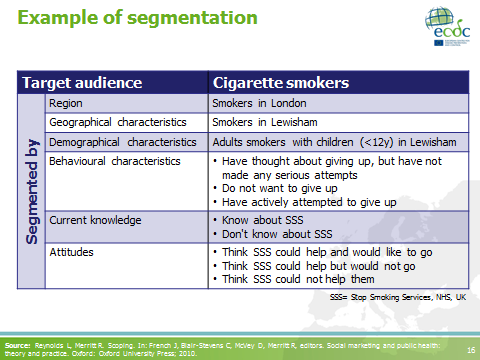 Example of segmentation
ecdc
Target audience
Cigarette smokers
Segmented by
Region
Smokers in London
Geographical characteristics
Smokers in Lewisham
Demographical characteristics
Adults smokers with children (<12y) in Lewisham
Behavioural characteristics
• Have thought about giving up, but have not
made any serious attempts
• Do not want to give up
• Have actively attempted to give up
Current knowledge
• Know about SSS
• Don't know about SSS
Attitudes
• Think SSS could help and would like to go
• Think SSS could help but would not go
• Think SSS could not help them
SSS= Stop Smoking Services, NHS, UK
Source: Reynolds L, Merritt R. Scoping. In: French J, Blair-Stevens C, McVey D, Merritt R, editors. Social marketing and public health:
theory and practice. Oxford: Oxford University Press; 2010.
16